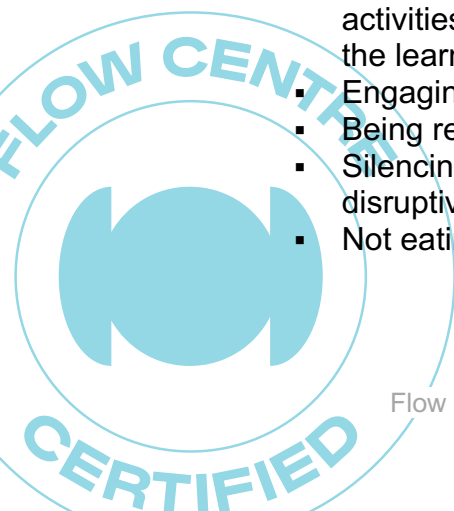 activities
the learn
▪ Engagin
▪ Being re
▪ Silencin
disruptiv
▪ Not eati
Flow
FLOW CENTRE
CERTIFIED